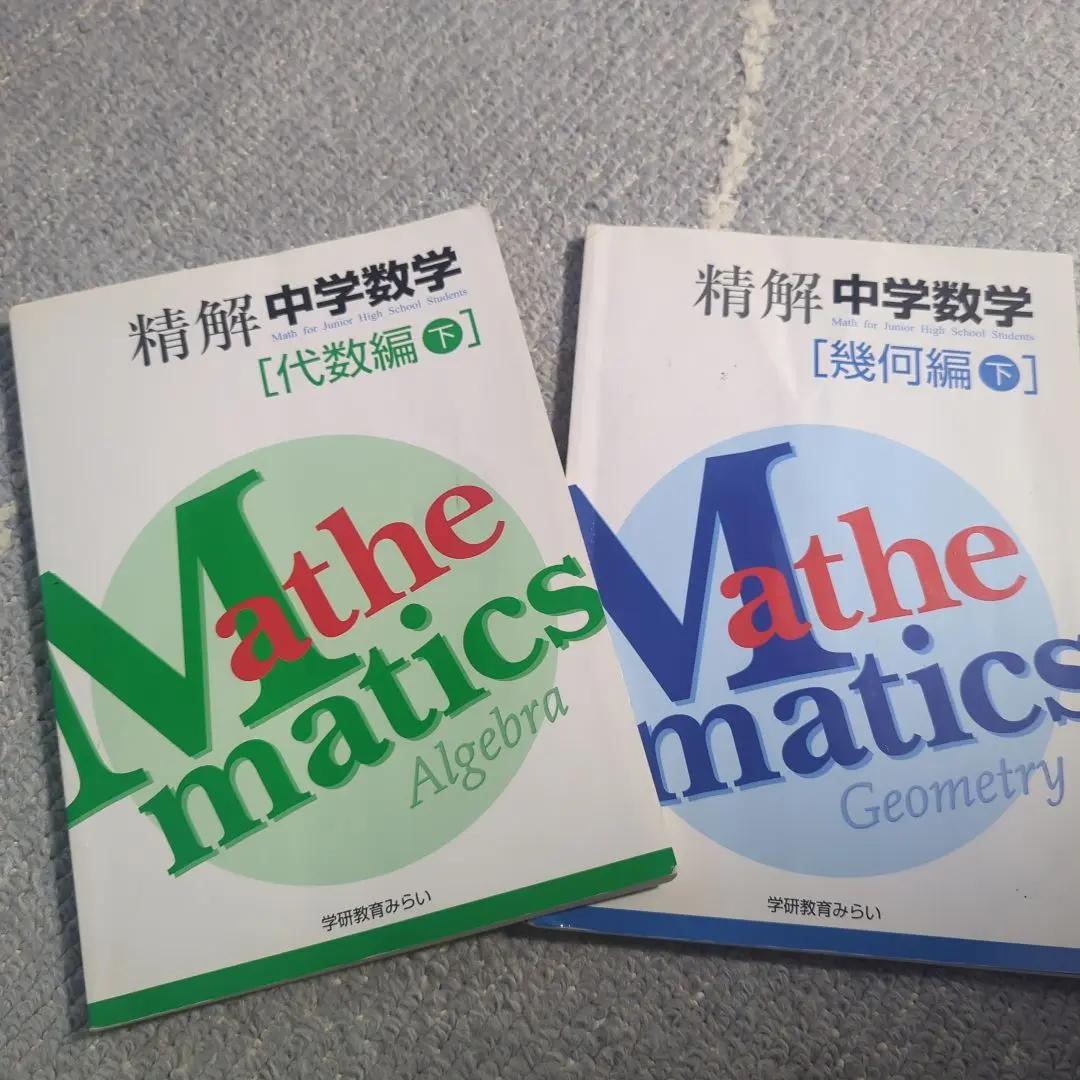 精解 中学数学
Math for Junior High School Students
[代数編 下]
Mathe
matics
Algebra
学研教育みらい
精解 中学数学
Math for Junior High School Students
[幾何編 下]
Mathe
matics
Geometry
学研教育みらい